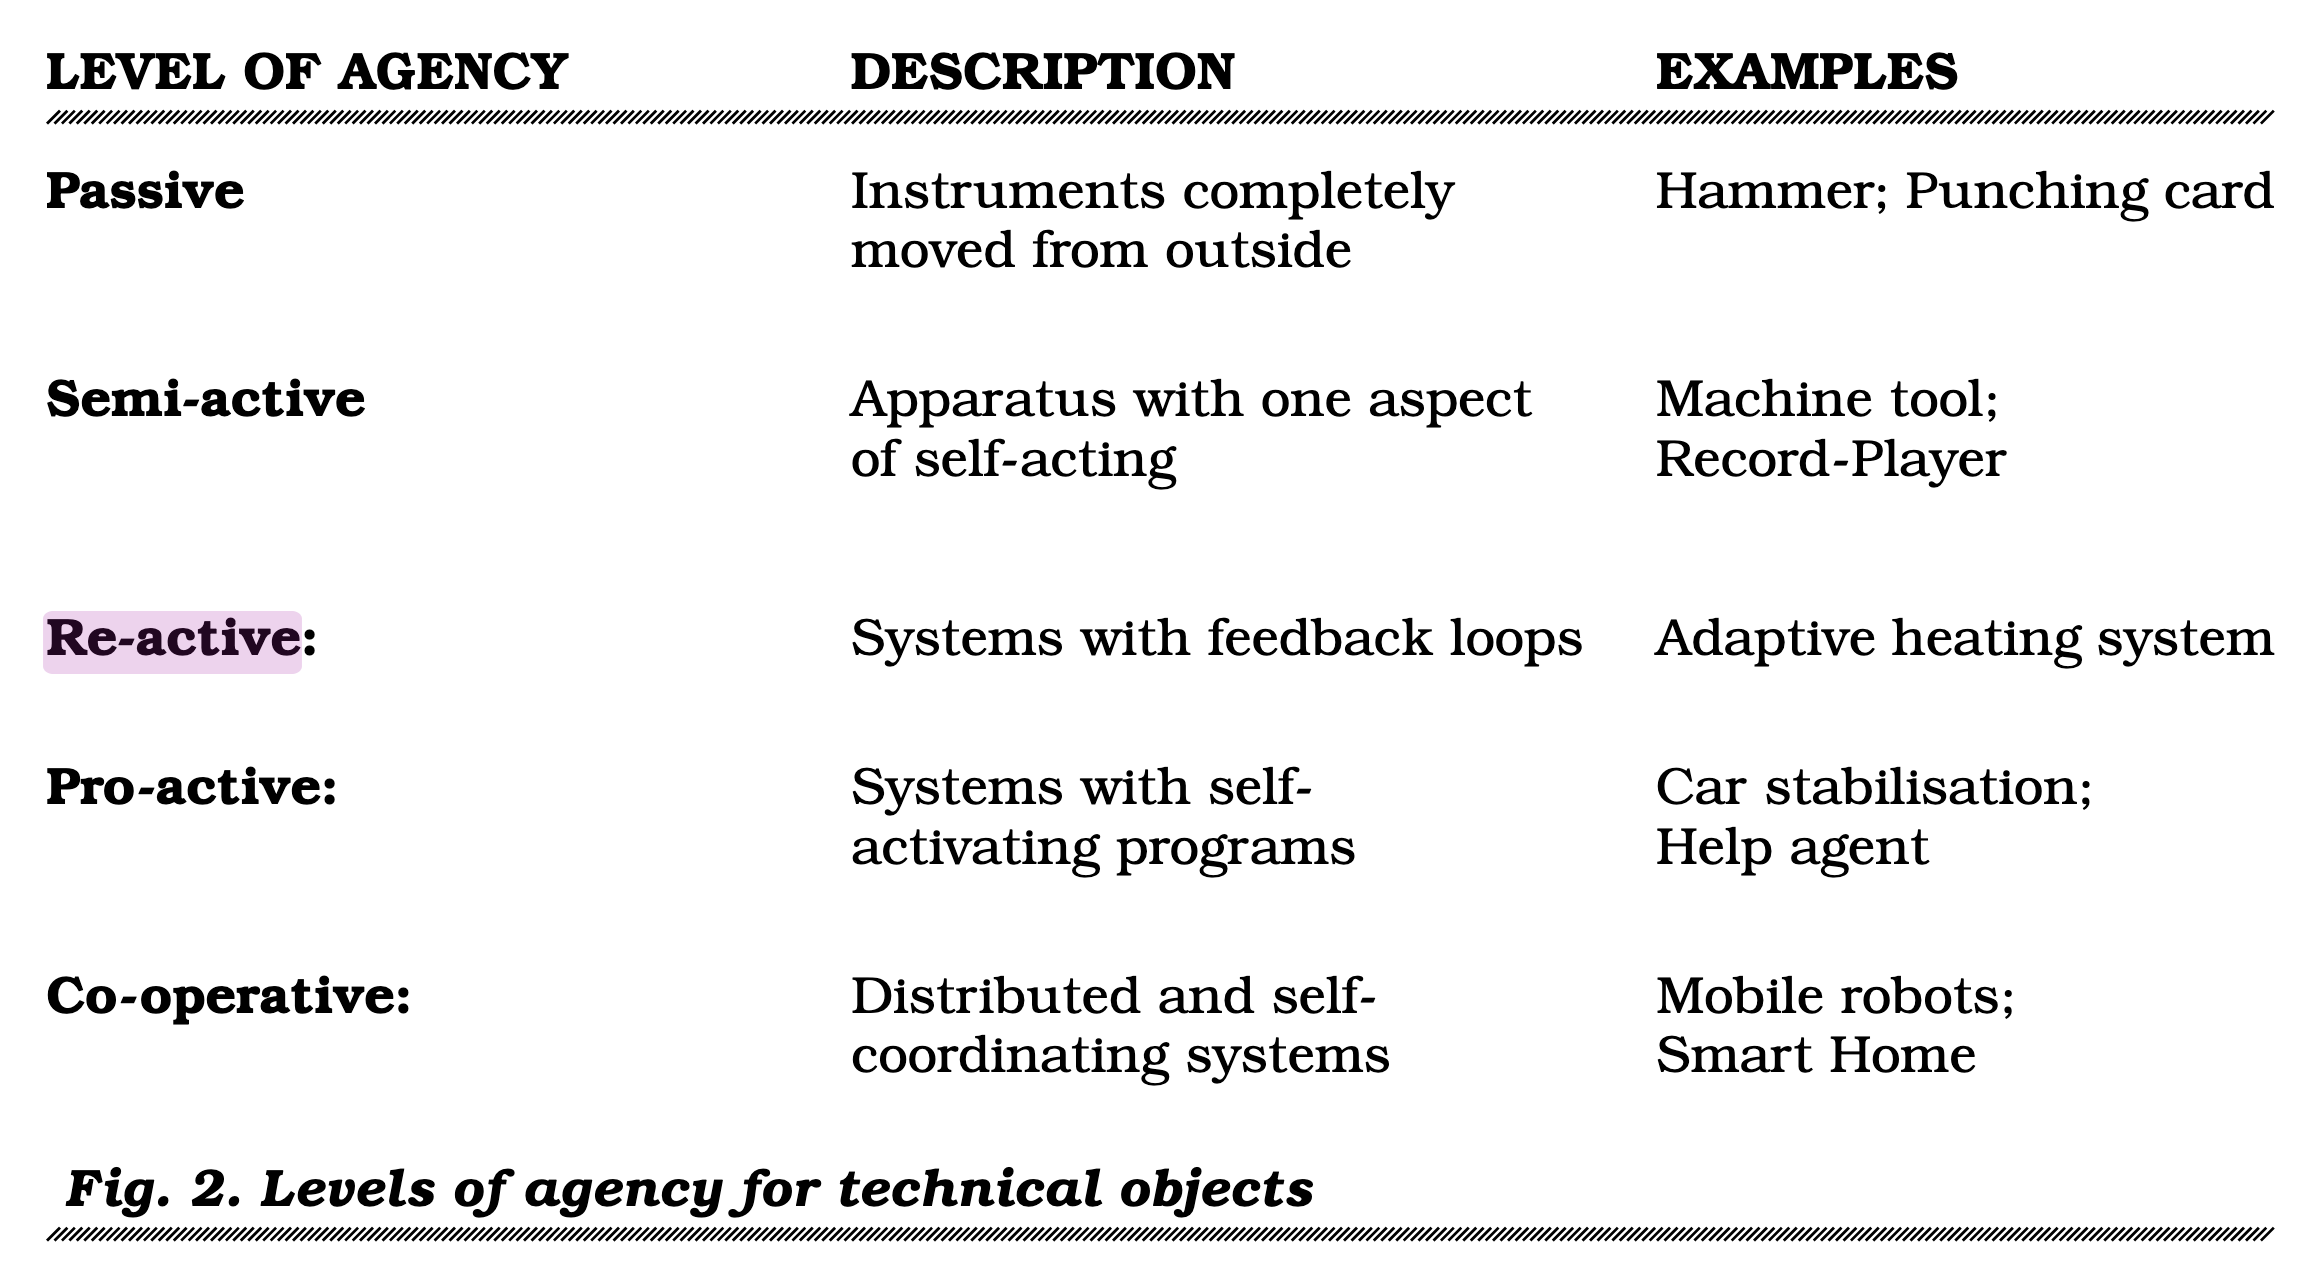 LEVEL OF AGENCY DESCRIPTION EXAMPLES
Passive Instruments completely Hammer; Punching card
moved from outside
Semi-active Apparatus with one aspect Machine tool;
of self-acting Record-Player
Re-active: Systems with feedback loops Adaptive heating system
Pro-active: Systems with self- Car stabilisation;
activating programs Help agent
Co-operative: Distributed and self- Mobile robots;
coordinating systems Smart Home
Fig. 2. Levels of agency for technical objects